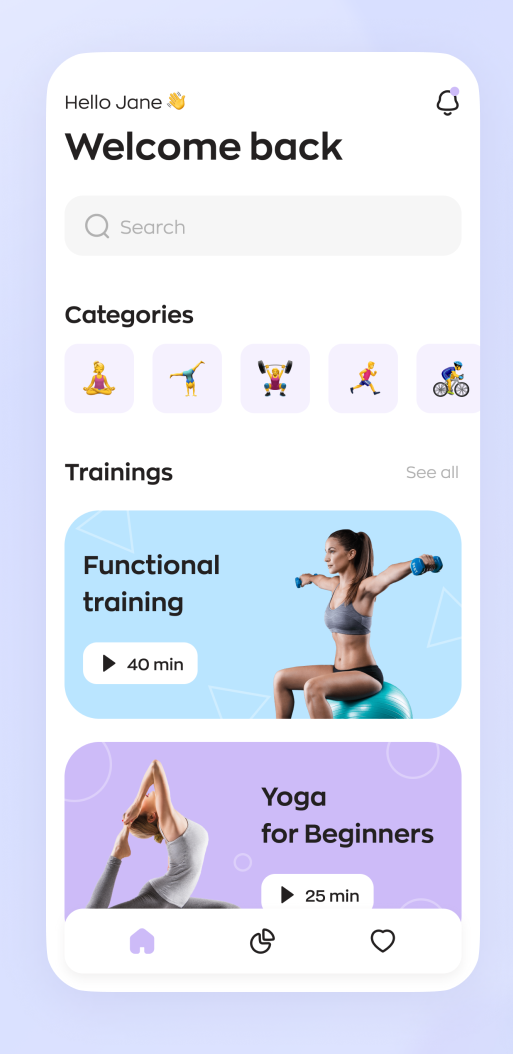 Hello Jane 👋
Welcome back
Search
Categories
Trainings
See all
Functional
training
40 min
Yoga
for Beginners
25 min